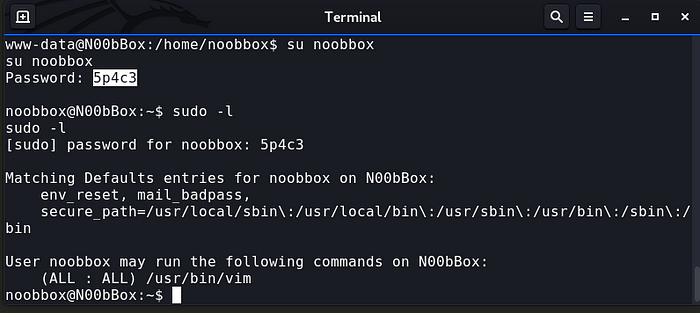 Terminal
www-data@N00bBox:/home/noobbox$ su noobbox
su noobbox
Password: 5p4c3
noobbox@N00bBox:~$ sudo -l
sudo -l
[sudo] password for noobbox: 5p4c3
Matching Defaults entries for noobbox on N00bBox:
    env_reset, mail_badpass,
    secure_path=/usr/local/sbin\:/usr/local/bin\:/usr/sbin\:/usr/bin\:/sbin\:/
bin
User noobbox may run the following commands on N00bBox:
    (ALL : ALL) /usr/bin/vim
noobbox@N00bBox:~$